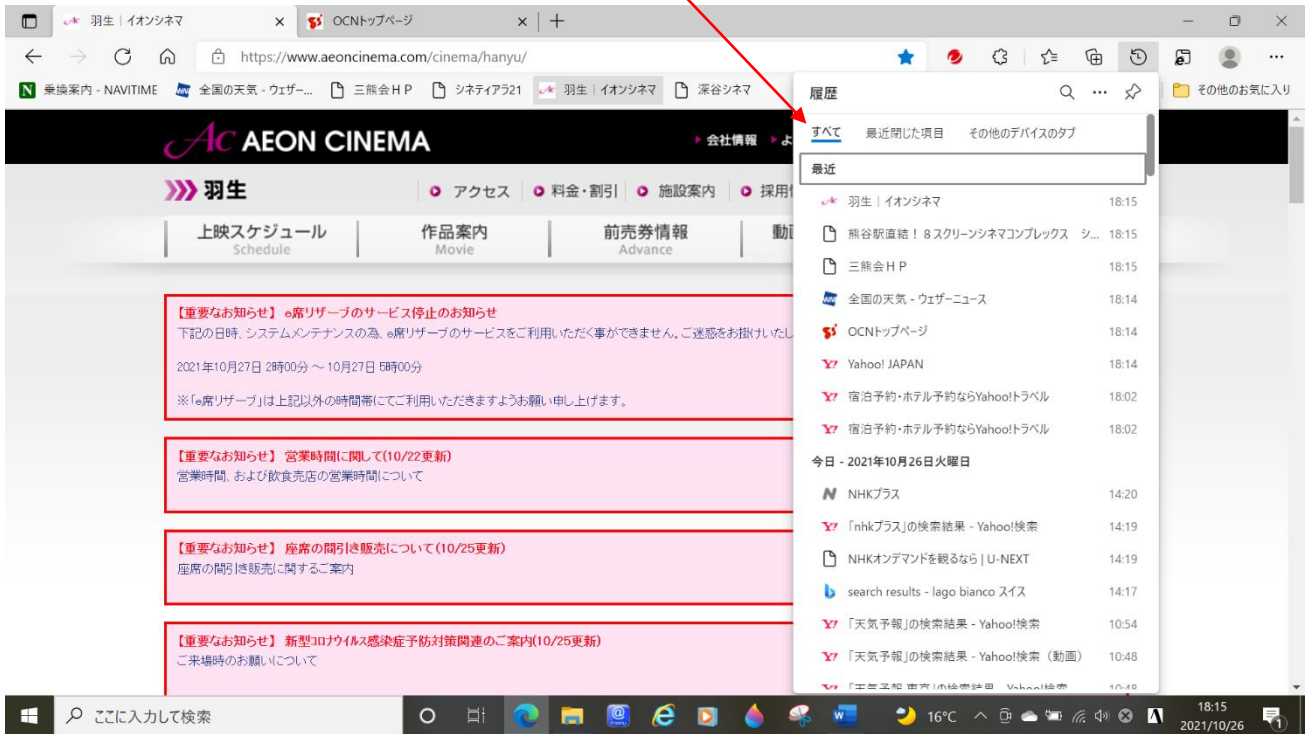 羽生 | イオンシネマ
OCNトップページ
https://www.aeoncinema.com/cinema/hanyu/
乗換案内 - NAVITIME
全国の天気 - ウェザー...
三熊会ＨＰ
シネティアラ21
羽生 | イオンシネマ
深谷シネマ
その他のお気に入り
AEON CINEMA
会社情報
よ
羽生
アクセス
料金・割引
施設案内
採用
上映スケジュール
Schedule
作品案内
Movie
前売券情報
Advance
【重要なお知らせ】 e席リザーブのサービス停止のお知らせ
下記の日時、システムメンテナンスの為、e席リザーブのサービスをご利用いただく事ができません。ご迷惑をお掛けいたし
2021年10月27日 2時00分 ～ 10月27日 5時00分
※「e席リザーブ」は上記以外の時間帯にてご利用いただきますようお願い申し上げます。
【重要なお知らせ】 営業時間に関して(10/22更新)
営業時間、および飲食売店の営業時間について
【重要なお知らせ】 座席の間引き販売について(10/25更新)
座席の間引き販売に関するご案内
【重要なお知らせ】 新型コロナウイルス感染症予防対策関連のご案内(10/25更新)
ご来場時のお願いについて
履歴
すべて 最近閉じた項目 その他のデバイスのタブ
最近
羽生 | イオンシネマ 18:15
熊谷駅直結！８スクリーンシネマコンプレックス シ... 18:15
三熊会ＨＰ 18:15
全国の天気 - ウェザーニュース 18:14
OCNトップページ 18:14
Yahoo! JAPAN 18:14
宿泊予約・ホテル予約ならYahoo!トラベル 18:02
宿泊予約・ホテル予約ならYahoo!トラベル 18:02
今日 - 2021年10月26日火曜日
NHKプラス 14:20
「nhkプラス」の検索結果 - Yahoo!検索 14:19
NHKオンデマンドを観るなら | U-NEXT 14:19
search results - lago bianco スイス 14:17
「天気予報」の検索結果 - Yahoo!検索 10:54
「天気予報」の検索結果 - Yahoo!検索（動画） 10:48
ここに入力して検索
16℃
18:15
2021/10/26